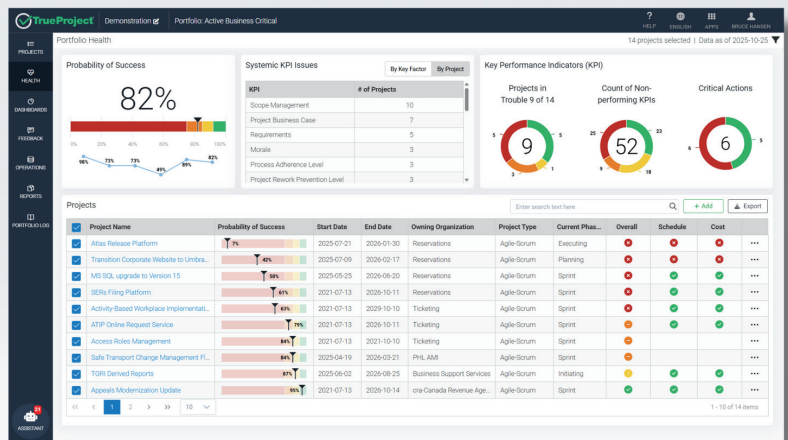 TrueProject
Demonstration
Portfolio: Active Business Critical
HELP
ENGLISH
APPS
BRUCE HANSEN
PROJECTS
HEALTH
DASHBOARDS
FEEDBACK
OPERATIONS
REPORTS
PORTFOLIO LOG
21
ASSISTANT
Portfolio Health
14 projects selected | Data as of 2025-10-25
Probability of Success
82%
0% 20% 40% 60% 80% 100%
98% 73% 73% 49% 89% 82%
Systemic KPI Issues
By Key Factor By Project
KPI # of Projects
Scope Management 10
Project Business Case 7
Requirements 5
Morale 3
Process Adherence Level 3
Project Rework Prevention Level 3
Key Performance Indicators (KPI)
Projects in
Trouble 9 of 14
5 9 5
3 1
Count of Non-
performing KPIs
25 52 23
9 18
Critical Actions
6 6 5
Projects
Enter search text here
+ Add
Export
Project Name Probability of Success Start Date End Date Owning Organization Project Type Current Phas... Overall Schedule Cost
Atlas Release Platform 7% 2025-07-21 2026-01-30 Reservations Agile-Scrum Executing
Transition Corporate Website to Umbra... 42% 2025-07-09 2026-02-17 Reservations Agile-Scrum Planning
MS SQL upgrade to Version 15 50% 2025-05-25 2026-06-20 Reservations Agile-Scrum Sprint
SERs Filing Platform 61% 2021-07-13 2026-10-11 Reservations Agile-Scrum Sprint
Activity-Based Workplace Implementati... 63% 2021-07-13 2029-10-10 Ticketing Agile-Scrum Sprint
ATIP Online Request Service 79% 2021-07-13 2026-10-11 Ticketing Agile-Scrum Sprint
Access Roles Management 84% 2021-07-13 2021-10-10 Ticketing Agile-Scrum Sprint
Safe Transport Change Management Fl... 84% 2025-04-19 2026-03-21 PHL AMI Agile-Scrum Sprint
TGRI Derived Reports 87% 2025-06-02 2026-08-25 Business Support Services Agile-Scrum Initiating
Appeals Modernization Update 95% 2021-07-13 2026-10-14 cra-Canada Revenue Age... Agile-Scrum Sprint
1 2 10
1 - 10 of 14 items